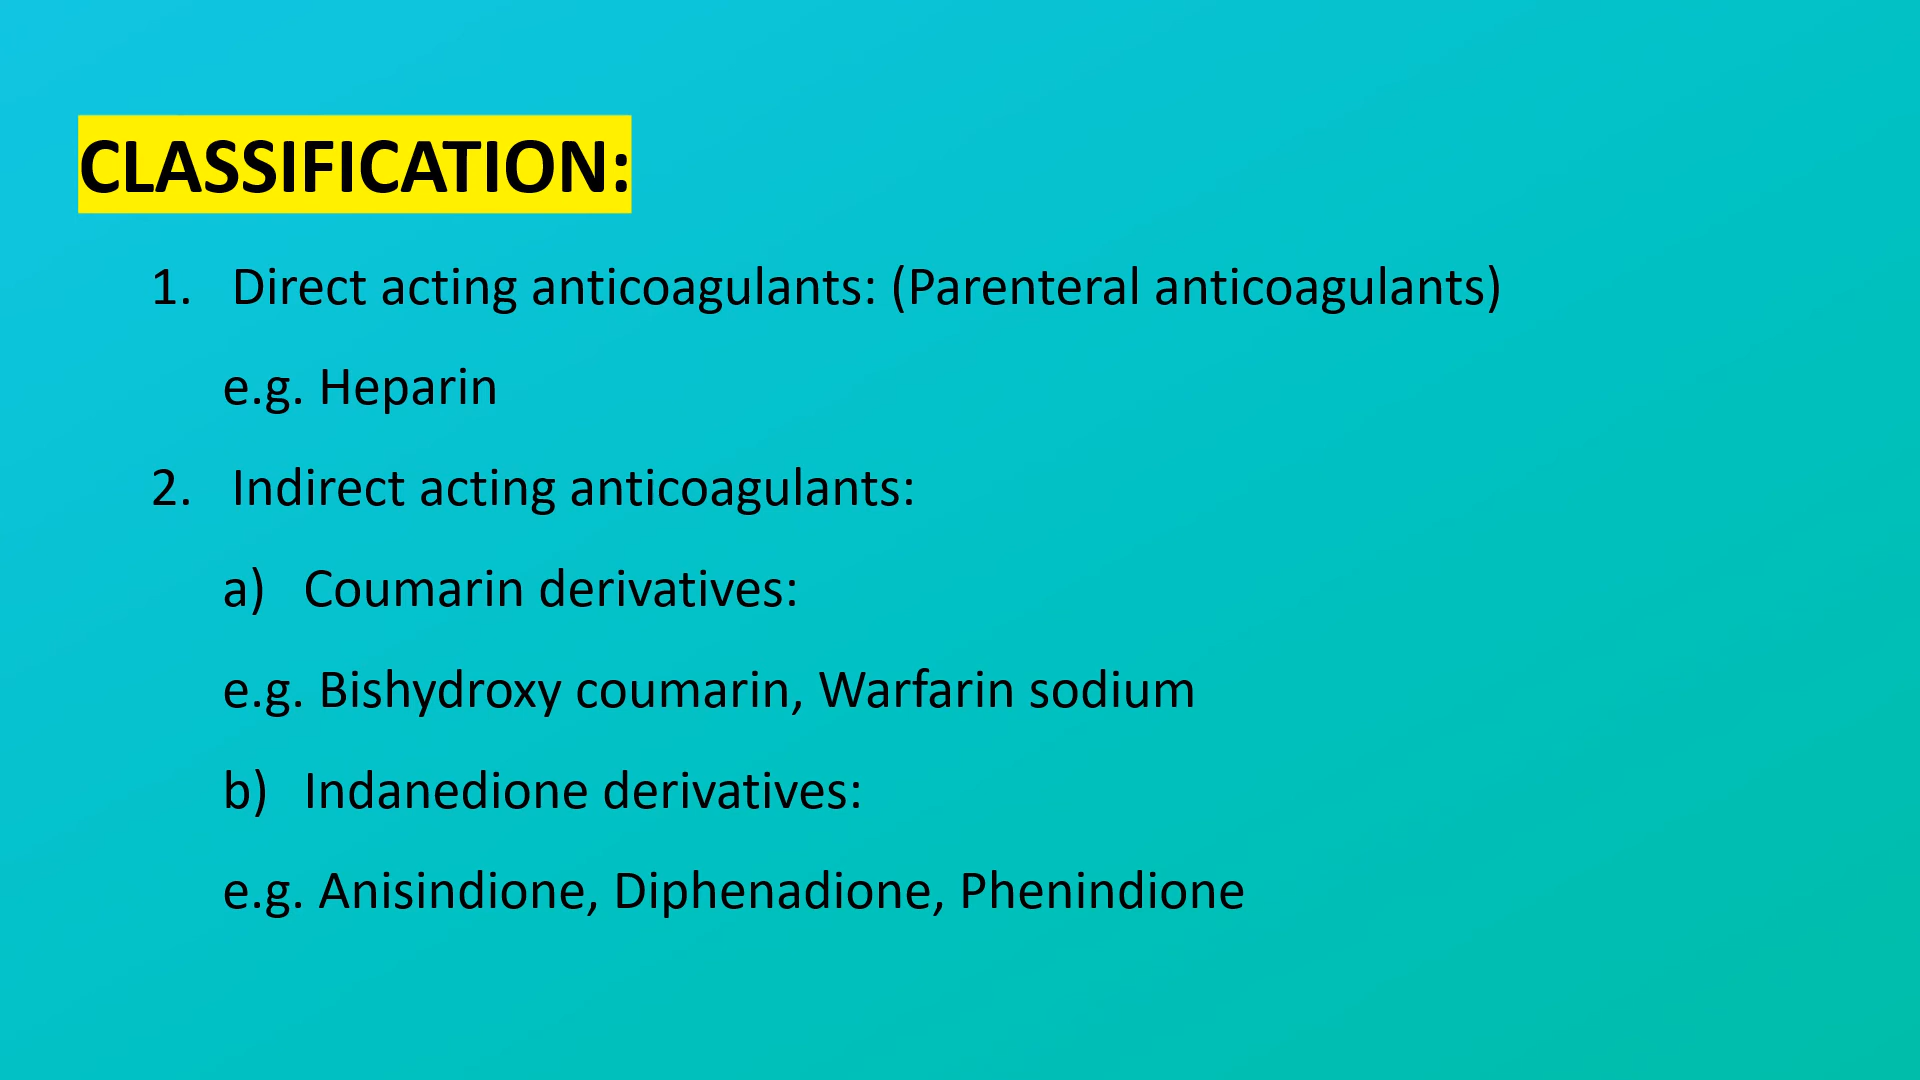 CLASSIFICATION:
1. Direct acting anticoagulants: (Parenteral anticoagulants)
e.g. Heparin
2. Indirect acting anticoagulants:
a) Coumarin derivatives:
e.g. Bishydroxy coumarin, Warfarin sodium
b) Indanedione derivatives:
e.g. Anisindione, Diphenadione, Phenindione